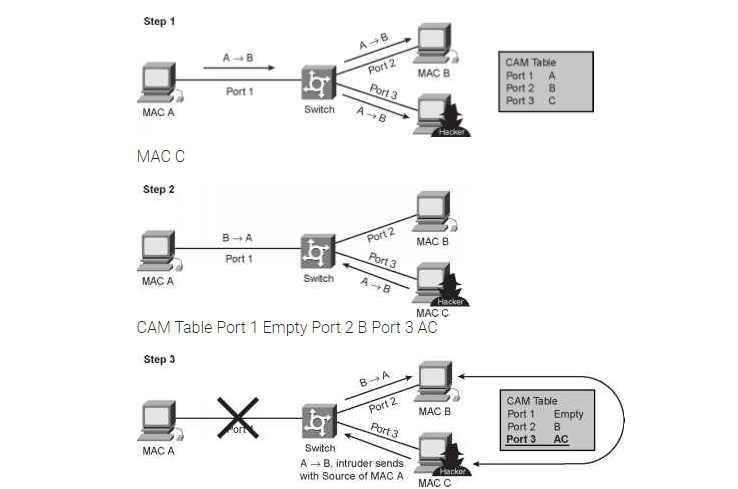 Step 1
A → B
A → B
Port 2
MAC B
Port 1
Port 3
Switch
A → B
MAC A
Hacker
CAM Table
Port 1 A
Port 2 B
Port 3 C
MAC C
Step 2
B → A
Port 2
MAC B
Port 1
Port 3
Switch
A → B
MAC A
Hacker
MAC C
CAM Table Port 1 Empty Port 2 B Port 3 AC
Step 3
B → A
Port 2
MAC B
Port 3
Switch
MAC A
A → B, intruder sends
with Source of MAC A
Hacker
MAC C
CAM Table
Port 1 Empty
Port 2 B
Port 3 AC